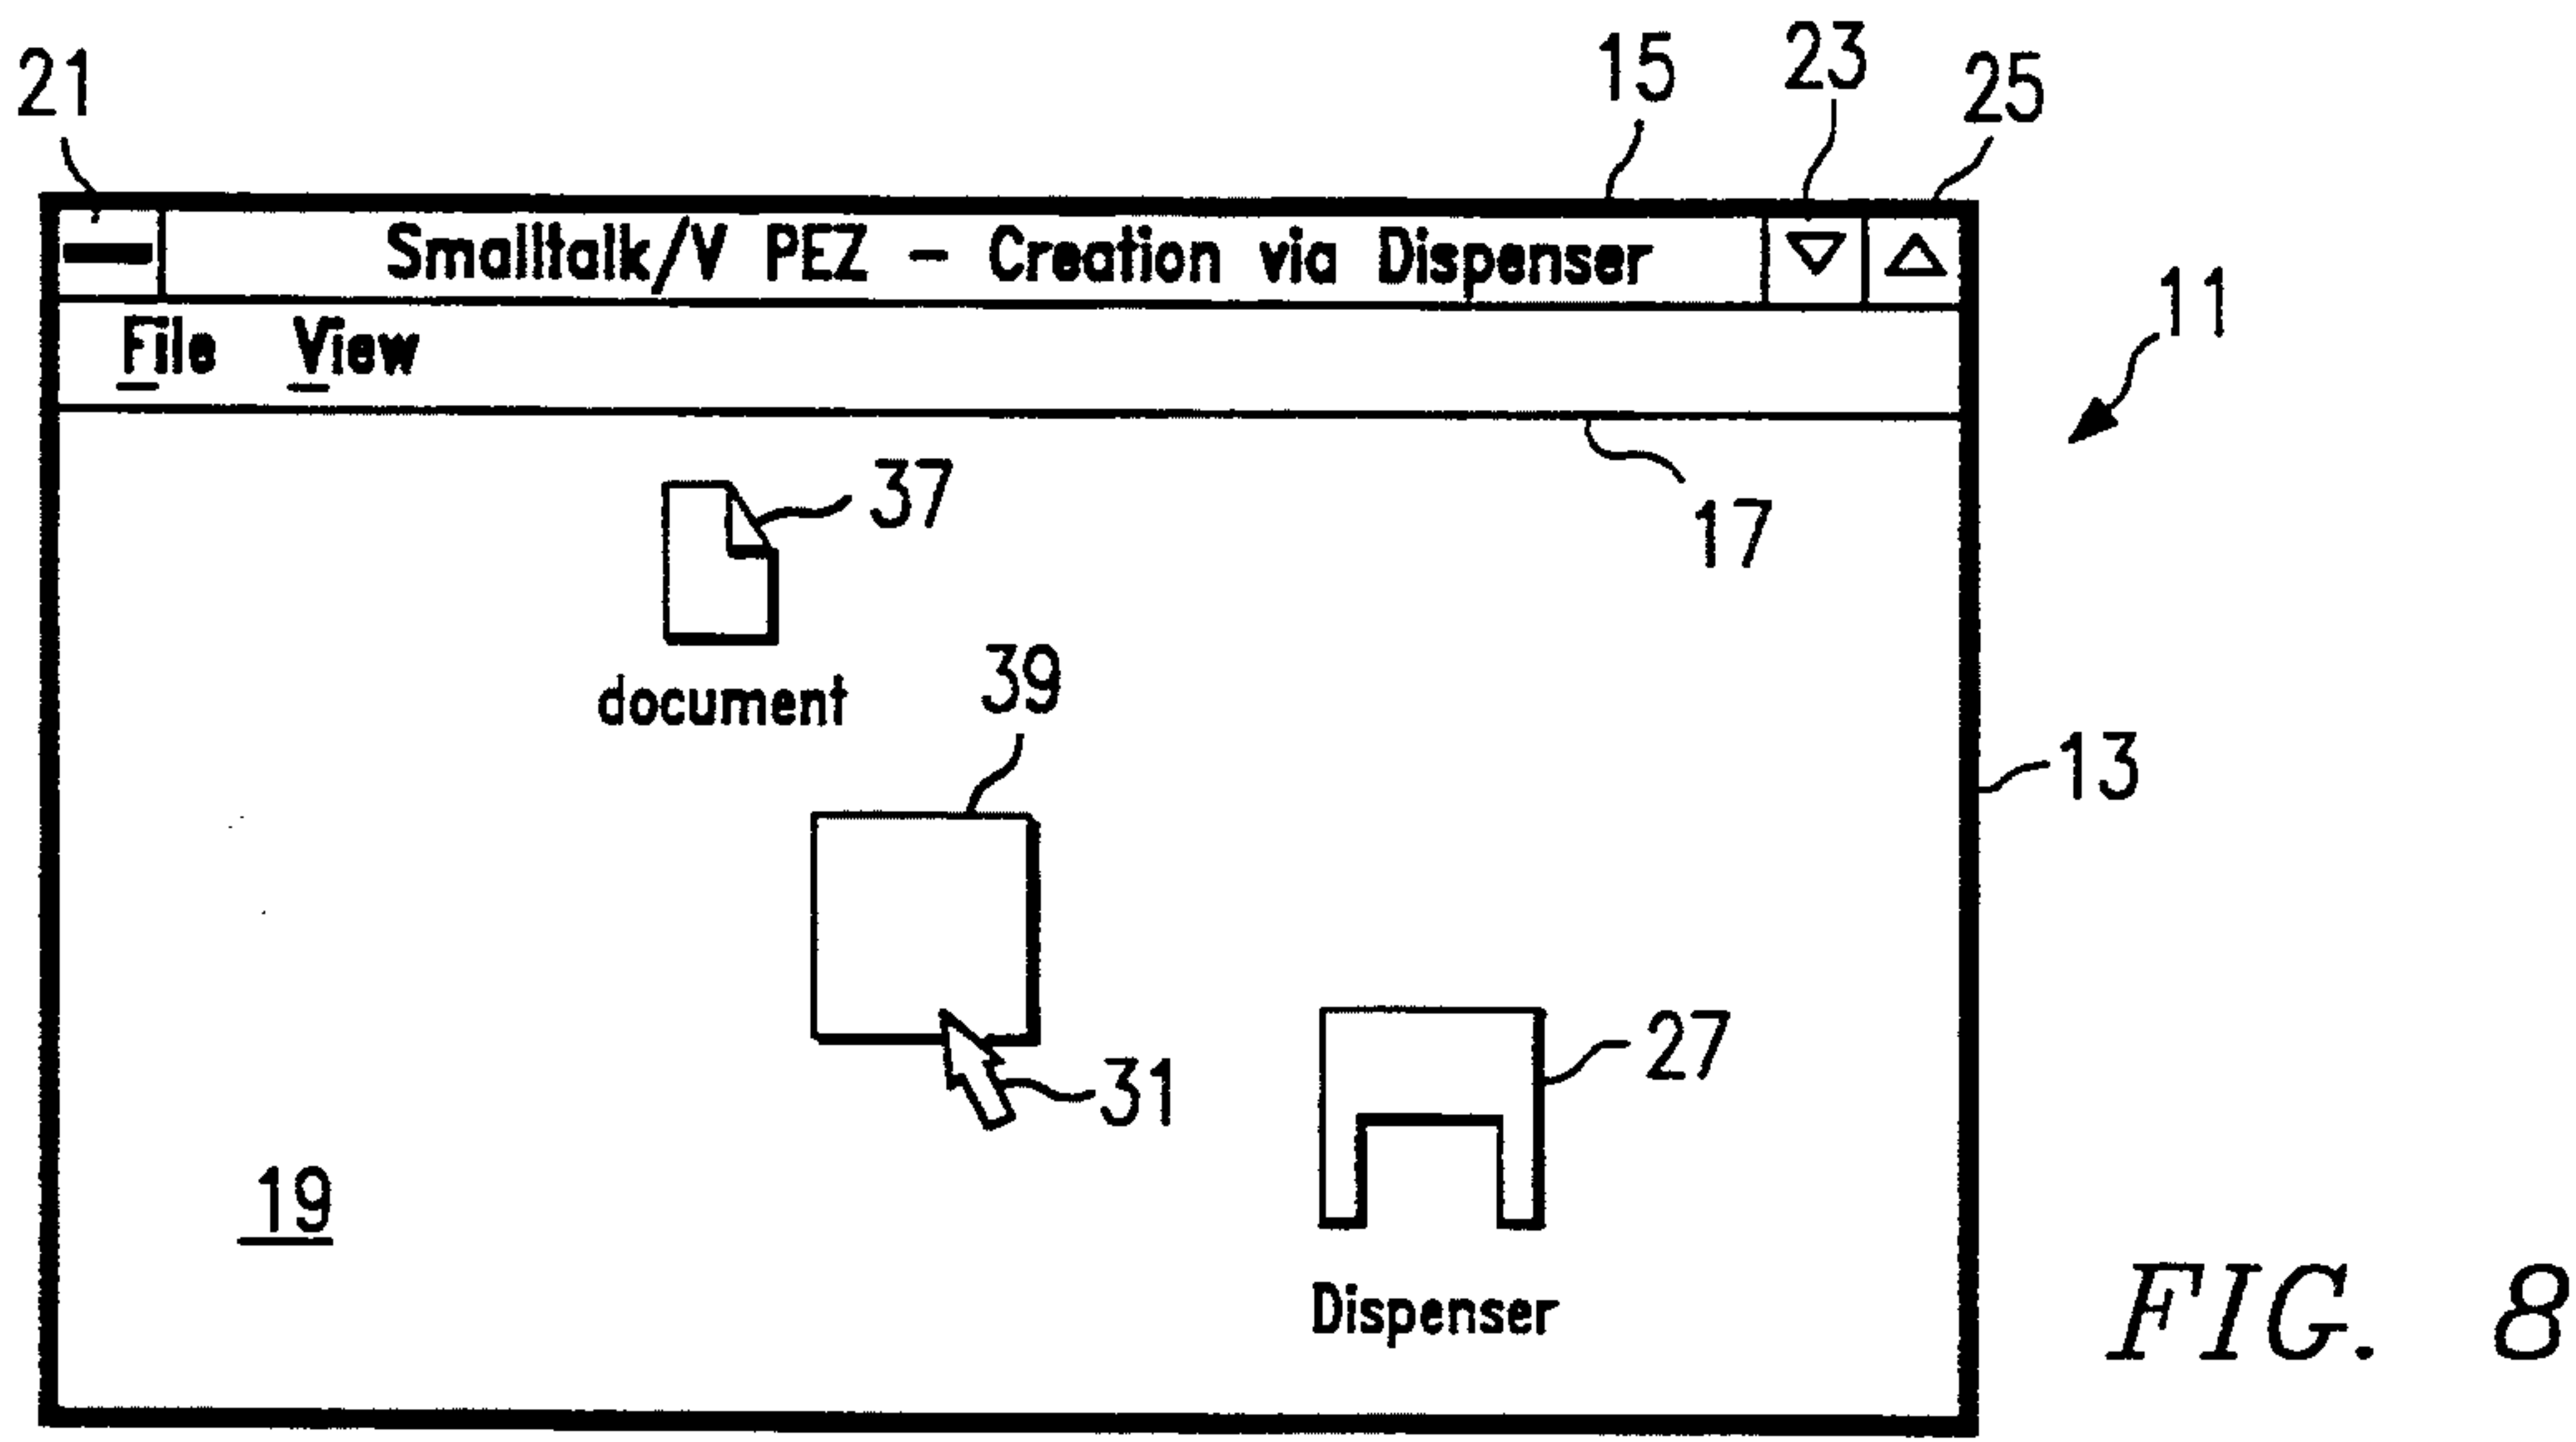 21 15 23 25
Smalltalk/V PEZ - Creation via Dispenser
11
File View
37
17
document
39
13
31
27
19
Dispenser
FIG. 8